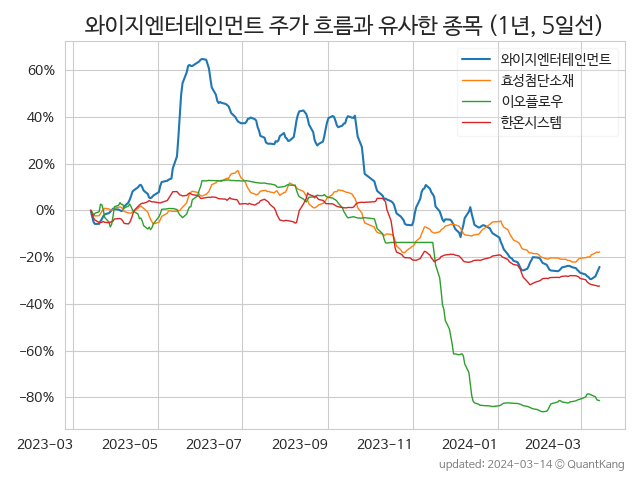 와이지엔터테인먼트 주가 흐름과 유사한 종목 (1년, 5일선)
와이지엔터테인먼트
효성첨단소재
이오플로우
한온시스템
60%
40%
20%
0%
−20%
−40%
−60%
−80%
2023-03 2023-05 2023-07 2023-09 2023-11 2024-01 2024-03
updated: 2024-03-14 © QuantKang